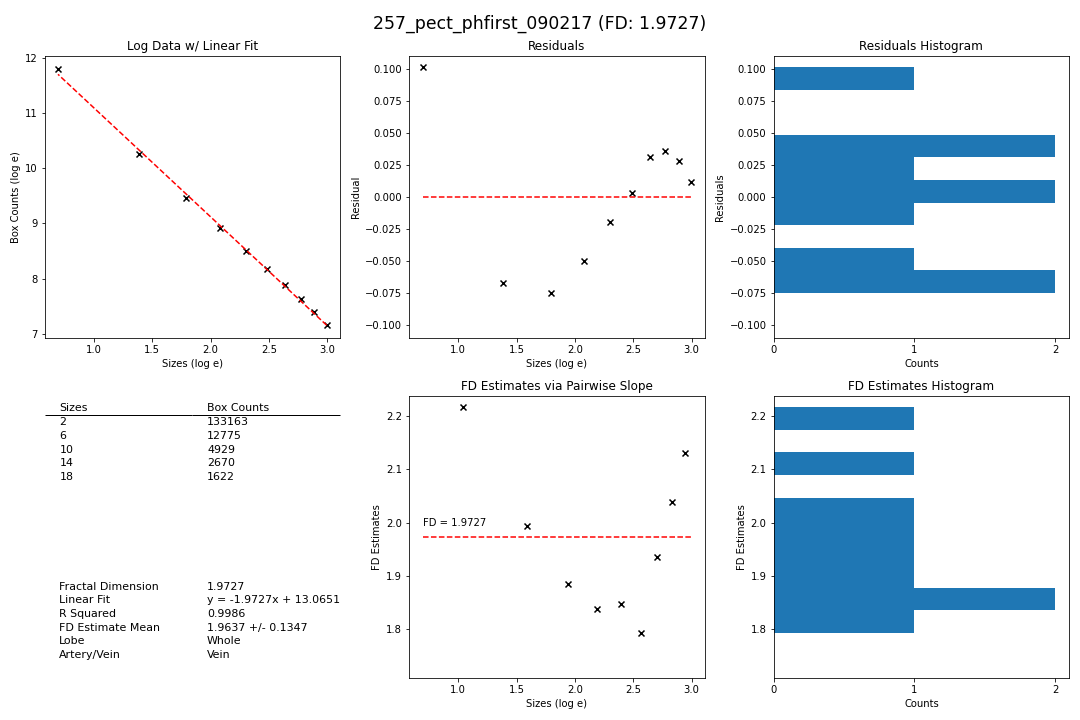 257_pect_phfirst_090217 (FD: 1.9727)
Log Data w/ Linear Fit
12
11
10
9
8
7
Box Counts (log e)
1.0 1.5 2.0 2.5 3.0
Sizes (log e)
Residuals
0.100
0.075
0.050
0.025
0.000
−0.025
−0.050
−0.075
−0.100
Residual
1.0 1.5 2.0 2.5 3.0
Sizes (log e)
Residuals Histogram
0.100
0.075
0.050
0.025
0.000
−0.025
−0.050
−0.075
−0.100
Residuals
0 1 2
Counts
Sizes Box Counts
2 133163
6 12775
10 4929
14 2670
18 1622
Fractal Dimension 1.9727
Linear Fit y = -1.9727x + 13.0651
R Squared 0.9986
FD Estimate Mean 1.9637 +/- 0.1347
Lobe Whole
Artery/Vein Vein
FD Estimates via Pairwise Slope
2.2
2.1
2.0
1.9
1.8
FD Estimates
FD = 1.9727
1.0 1.5 2.0 2.5 3.0
Sizes (log e)
FD Estimates Histogram
2.2
2.1
2.0
1.9
1.8
FD Estimates
0 1 2
Counts